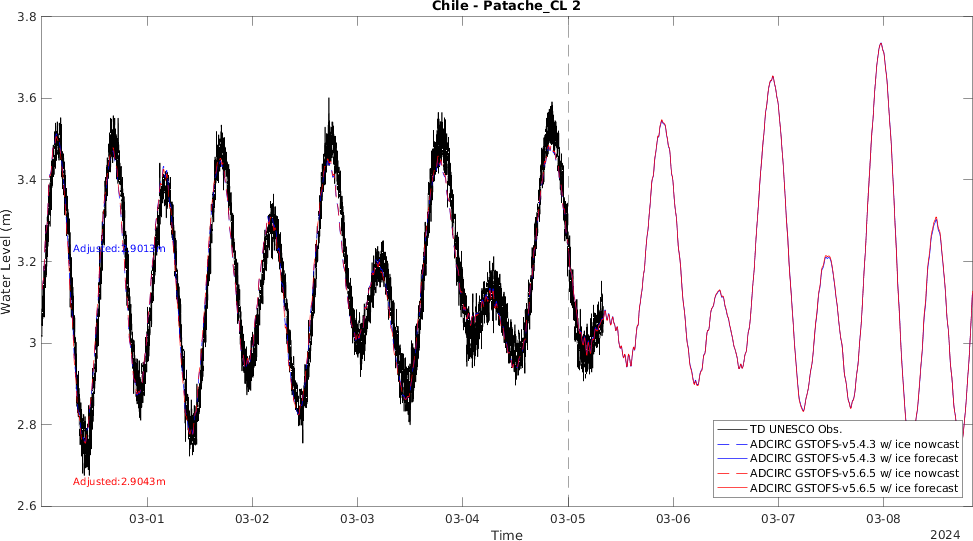 Chile - Patache_CL 2
Water Level (m)
3.8
3.6
3.4
3.2
3
2.8
2.6
Adjusted:2.9013m
Adjusted:2.9043m
TD UNESCO Obs.
ADCIRC GSTOFS-v5.4.3 w/ ice nowcast
ADCIRC GSTOFS-v5.4.3 w/ ice forecast
ADCIRC GSTOFS-v5.6.5 w/ ice nowcast
ADCIRC GSTOFS-v5.6.5 w/ ice forecast
03-01 03-02 03-03 03-04 03-05 03-06 03-07 03-08
Time
2024